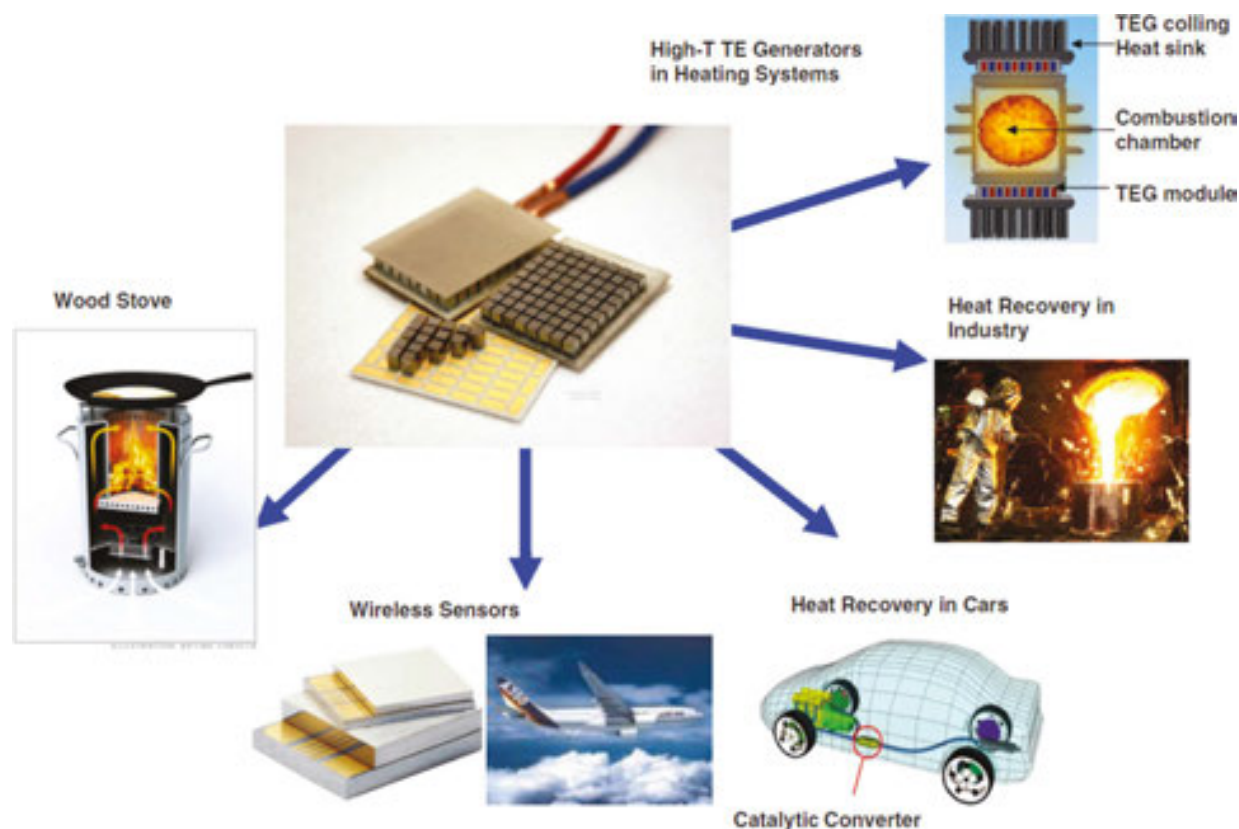 High-T TE Generators
in Heating Systems
TEG colling
Heat sink
Combustion
chamber
TEG module
Wood Stove
Heat Recovery in
Industry
Wireless Sensors
Heat Recovery in Cars
Catalytic Converter